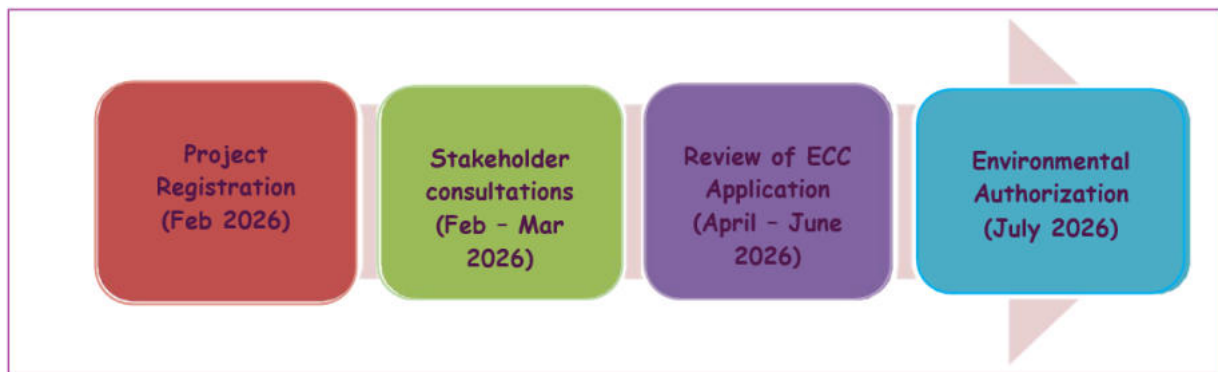 Project
Registration
(Feb 2026)
Stakeholder
consultations
(Feb – Mar
2026)
Review of ECC
Application
(April – June
2026)
Environmental
Authorization
(July 2026)